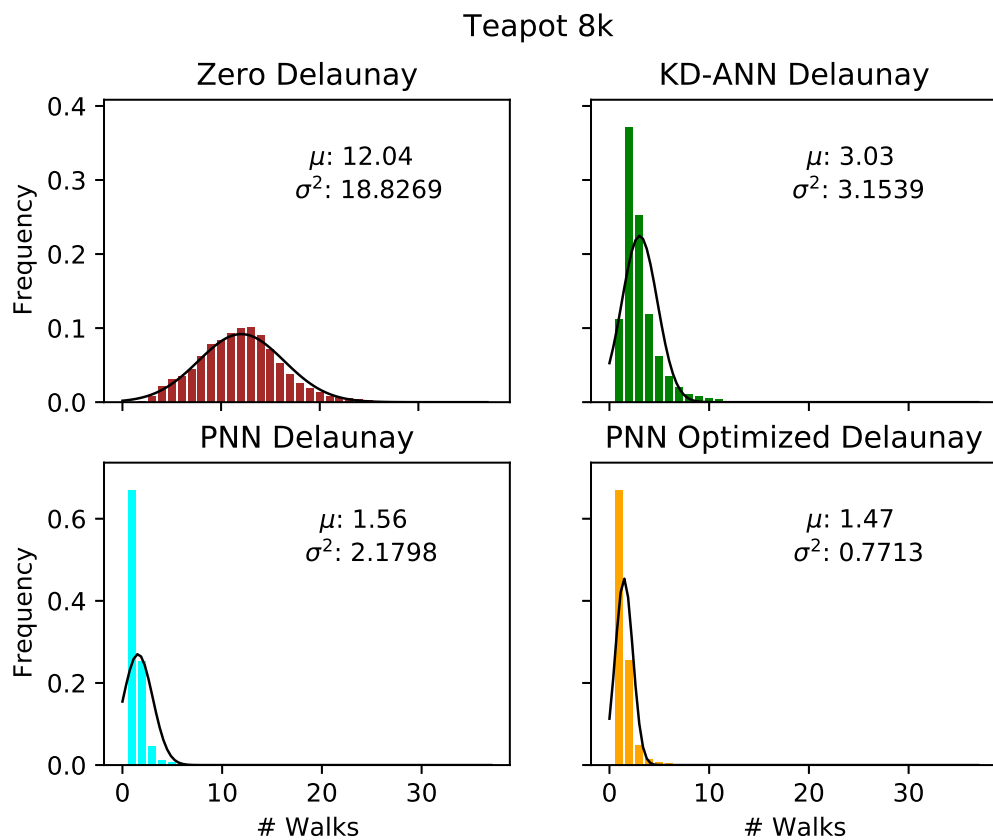 Teapot 8k
Zero Delaunay
KD-ANN Delaunay
0.4
0.3
0.2
0.1
0.0
Frequency
μ: 12.04
σ²: 18.8269
μ: 3.03
σ²: 3.1539
PNN Delaunay
PNN Optimized Delaunay
0.6
0.4
0.2
0.0
Frequency
μ: 1.56
σ²: 2.1798
μ: 1.47
σ²: 0.7713
0 10 20 30
0 10 20 30
# Walks
# Walks